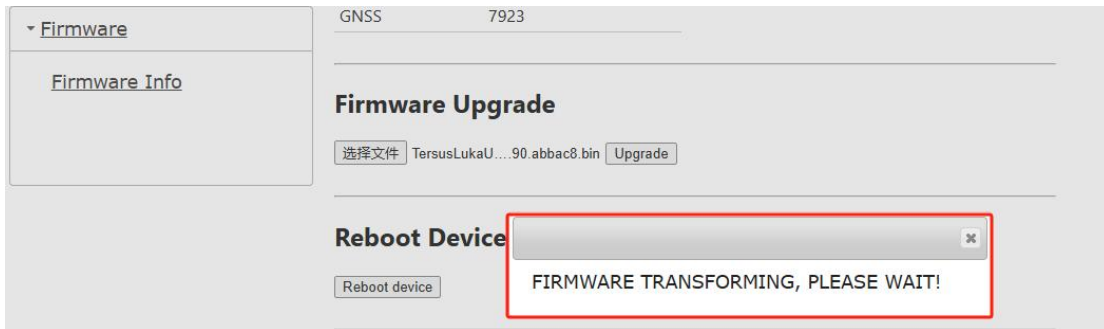 Firmware
Firmware Info
GNSS 7923
Firmware Upgrade
选择文件 TersusLukaU....90.abbac8.bin Upgrade
Reboot Device
Reboot device
FIRMWARE TRANSFORMING, PLEASE WAIT!